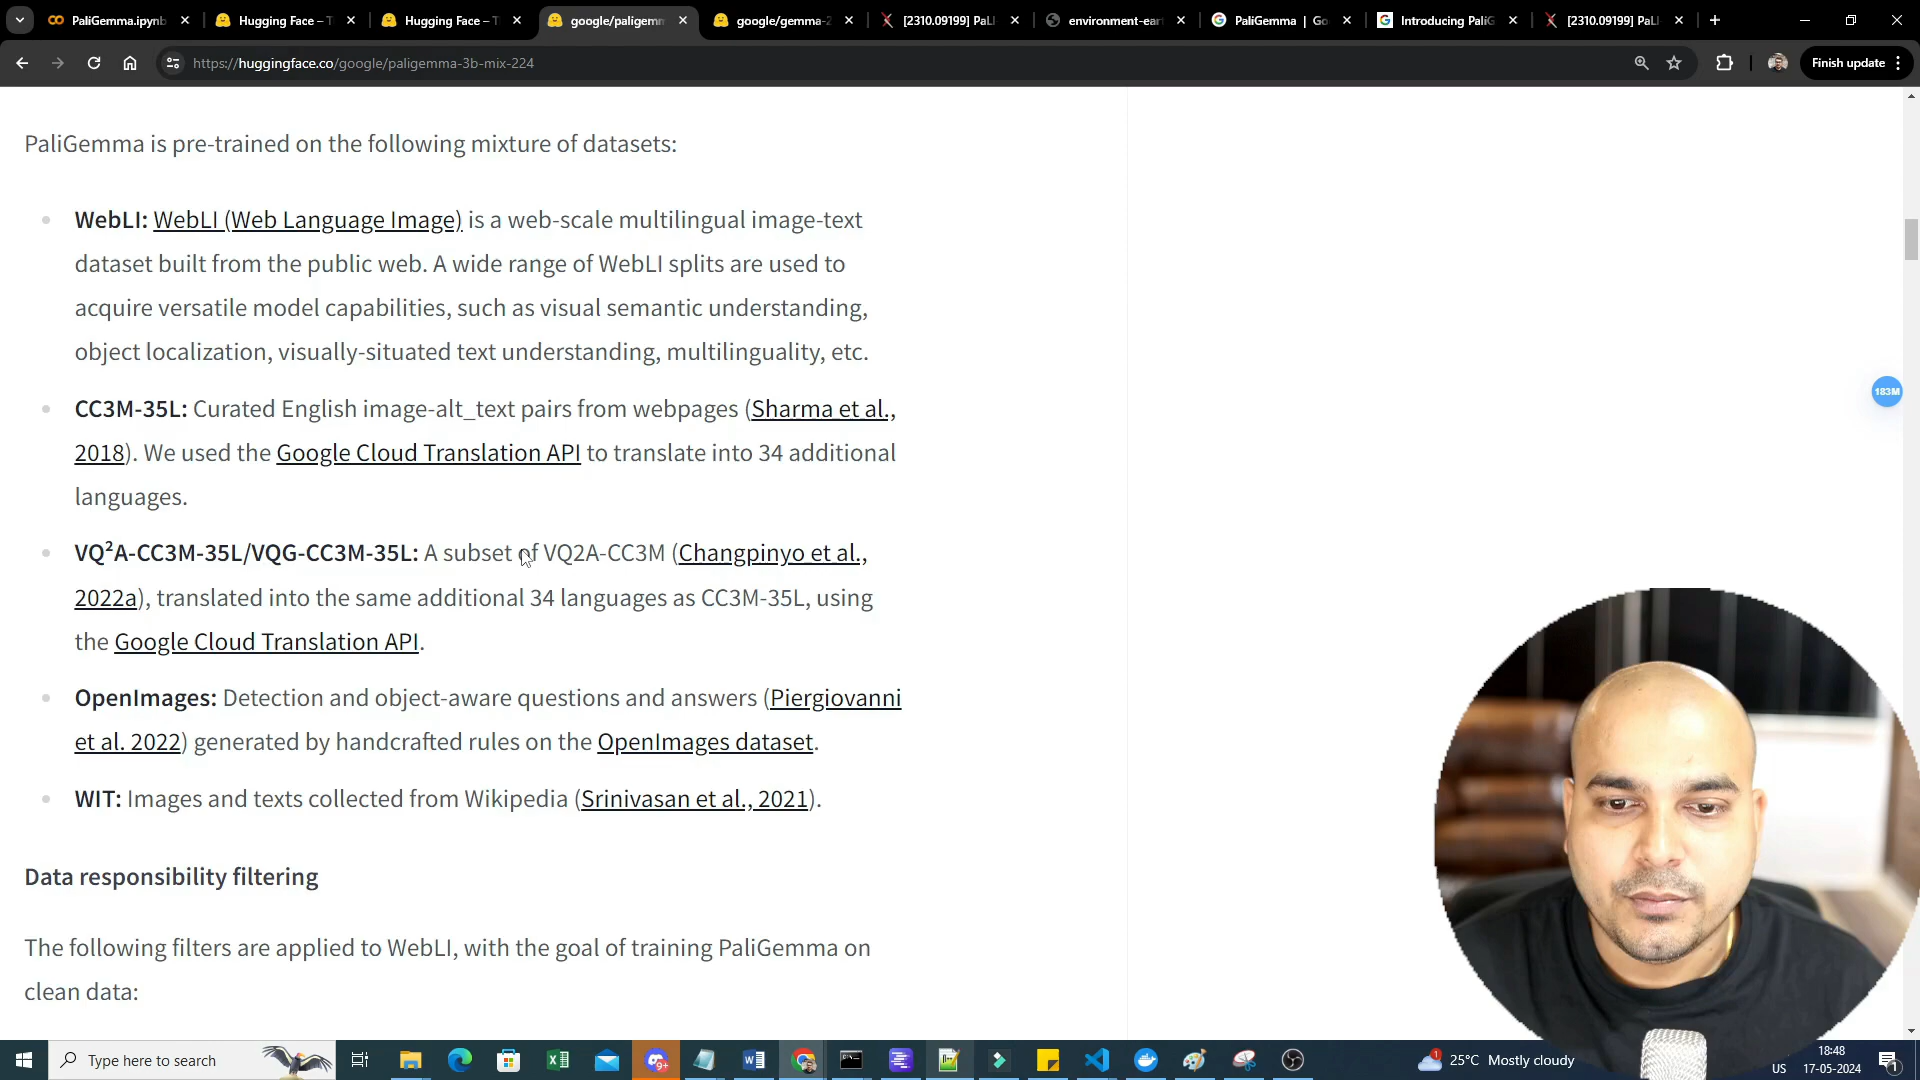 PaliGemma.ipynb
Hugging Face – T
Hugging Face – T
google/paligemm
google/gemma-2
[2310.09199] PaLI
environment-ear
PaliGemma | Go
Introducing PaliG
[2310.09199] PaLI
https://huggingface.co/google/paligemma-3b-mix-224
Finish update
PaliGemma is pre-trained on the following mixture of datasets:
WebLI: WebLI (Web Language Image) is a web-scale multilingual image-text
dataset built from the public web. A wide range of WebLI splits are used to
acquire versatile model capabilities, such as visual semantic understanding,
object localization, visually-situated text understanding, multilinguality, etc.
CC3M-35L: Curated English image-alt_text pairs from webpages (Sharma et al.,
2018). We used the Google Cloud Translation API to translate into 34 additional
languages.
VQ²A-CC3M-35L/VQG-CC3M-35L: A subset of VQ2A-CC3M (Changpinyo et al.,
2022a), translated into the same additional 34 languages as CC3M-35L, using
the Google Cloud Translation API.
OpenImages: Detection and object-aware questions and answers (Piergiovanni
et al. 2022) generated by handcrafted rules on the OpenImages dataset.
WIT: Images and texts collected from Wikipedia (Srinivasan et al., 2021).
Data responsibility filtering
The following filters are applied to WebLI, with the goal of training PaliGemma on
clean data:
183M
Type here to search
9+
1
25°C Mostly cloudy
US
18:48
17-05-2024
1